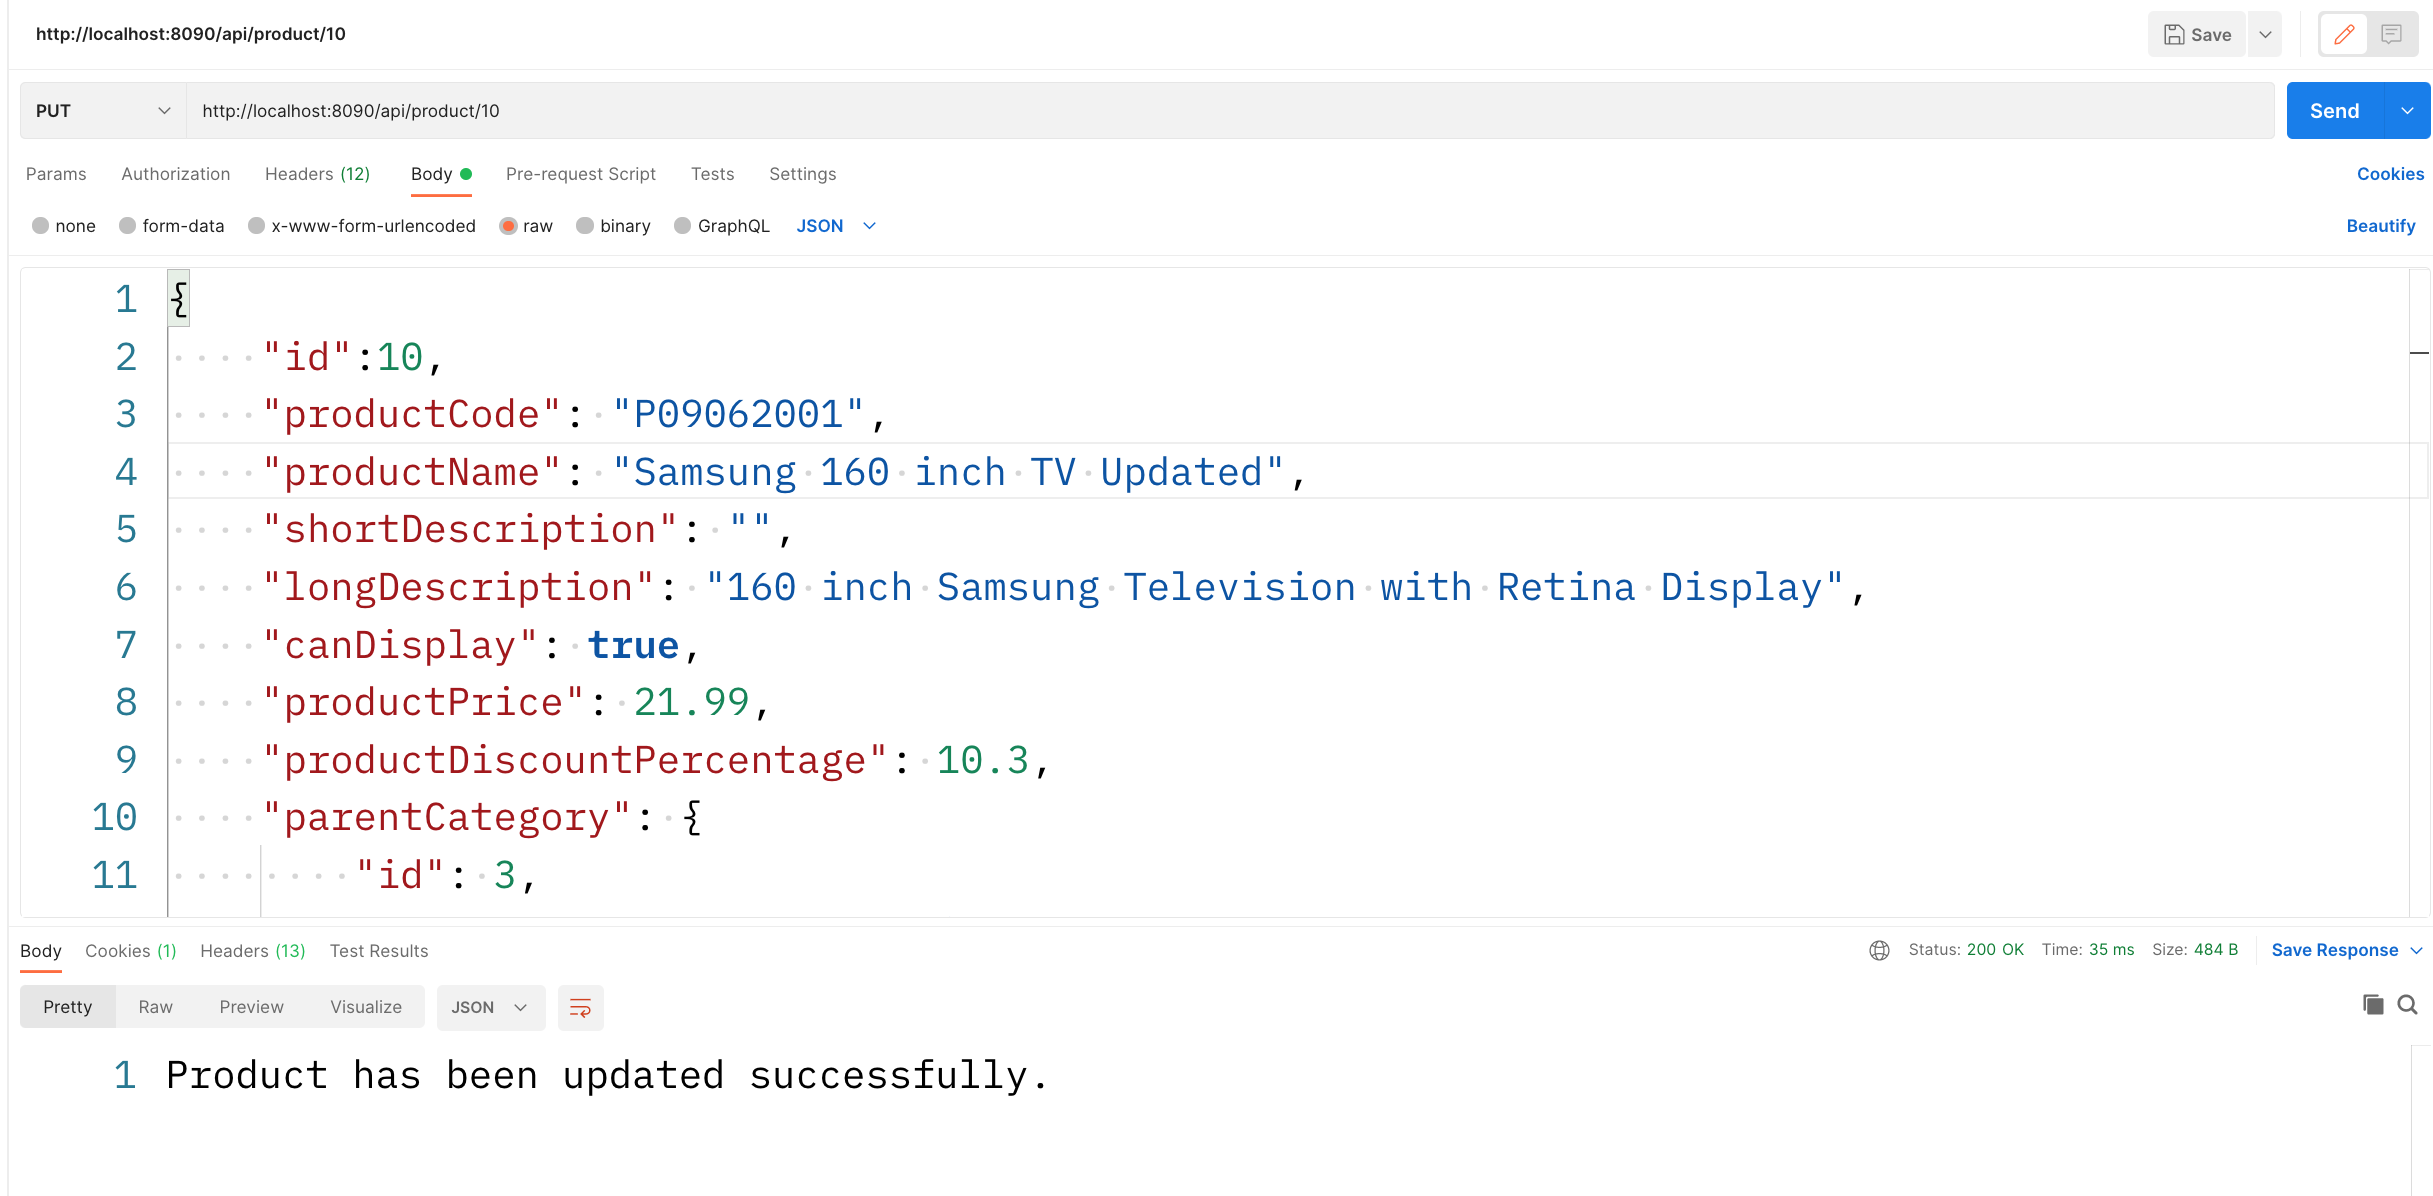 http://localhost:8090/api/product/10
Save
PUT
http://localhost:8090/api/product/10
Send
Params Authorization Headers (12) Body Pre-request Script Tests Settings Cookies
none form-data x-www-form-urlencoded raw binary GraphQL JSON Beautify
1 {
2 "id":10,
3 "productCode": "P09062001",
4 "productName": "Samsung 160 inch TV Updated",
5 "shortDescription": "",
6 "longDescription": "160 inch Samsung Television with Retina Display",
7 "canDisplay": true,
8 "productPrice": 21.99,
9 "productDiscountPercentage": 10.3,
10 "parentCategory": {
11 "id": 3,
Body Cookies (1) Headers (13) Test Results Status: 200 OK Time: 35 ms Size: 484 B Save Response
Pretty Raw Preview Visualize JSON
1 Product has been updated successfully.